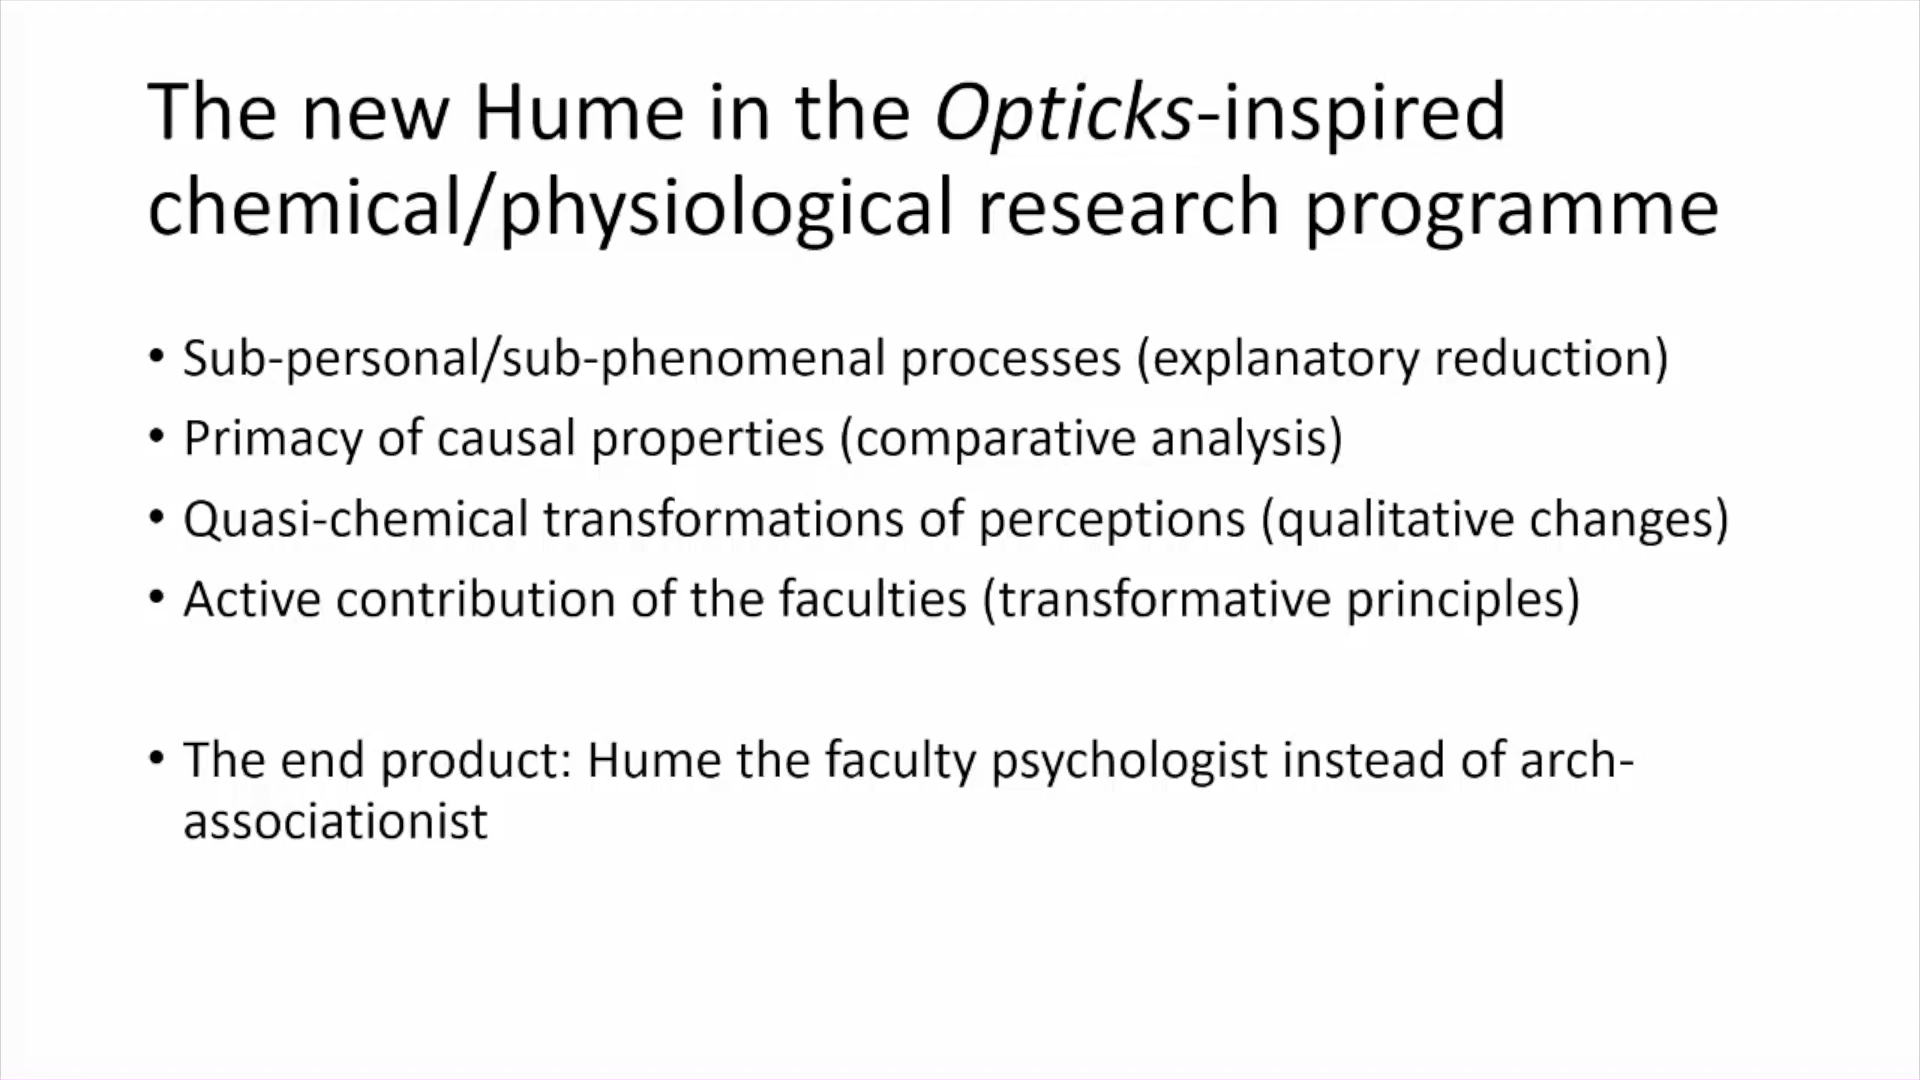 The new Hume in the Opticks-inspired
chemical/physiological research programme
• Sub-personal/sub-phenomenal processes (explanatory reduction)
• Primacy of causal properties (comparative analysis)
• Quasi-chemical transformations of perceptions (qualitative changes)
• Active contribution of the faculties (transformative principles)
• The end product: Hume the faculty psychologist instead of arch-
associationist